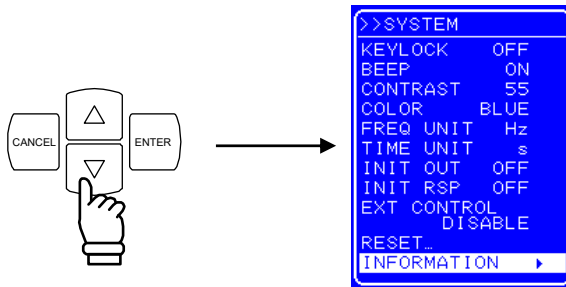 CANCEL
ENTER
>>SYSTEM
KEYLOCK OFF
BEEP ON
CONTRAST 55
COLOR BLUE
FREQ UNIT Hz
TIME UNIT s
INIT OUT OFF
INIT RSP OFF
EXT CONTROL
DISABLE
RESET…
INFORMATION